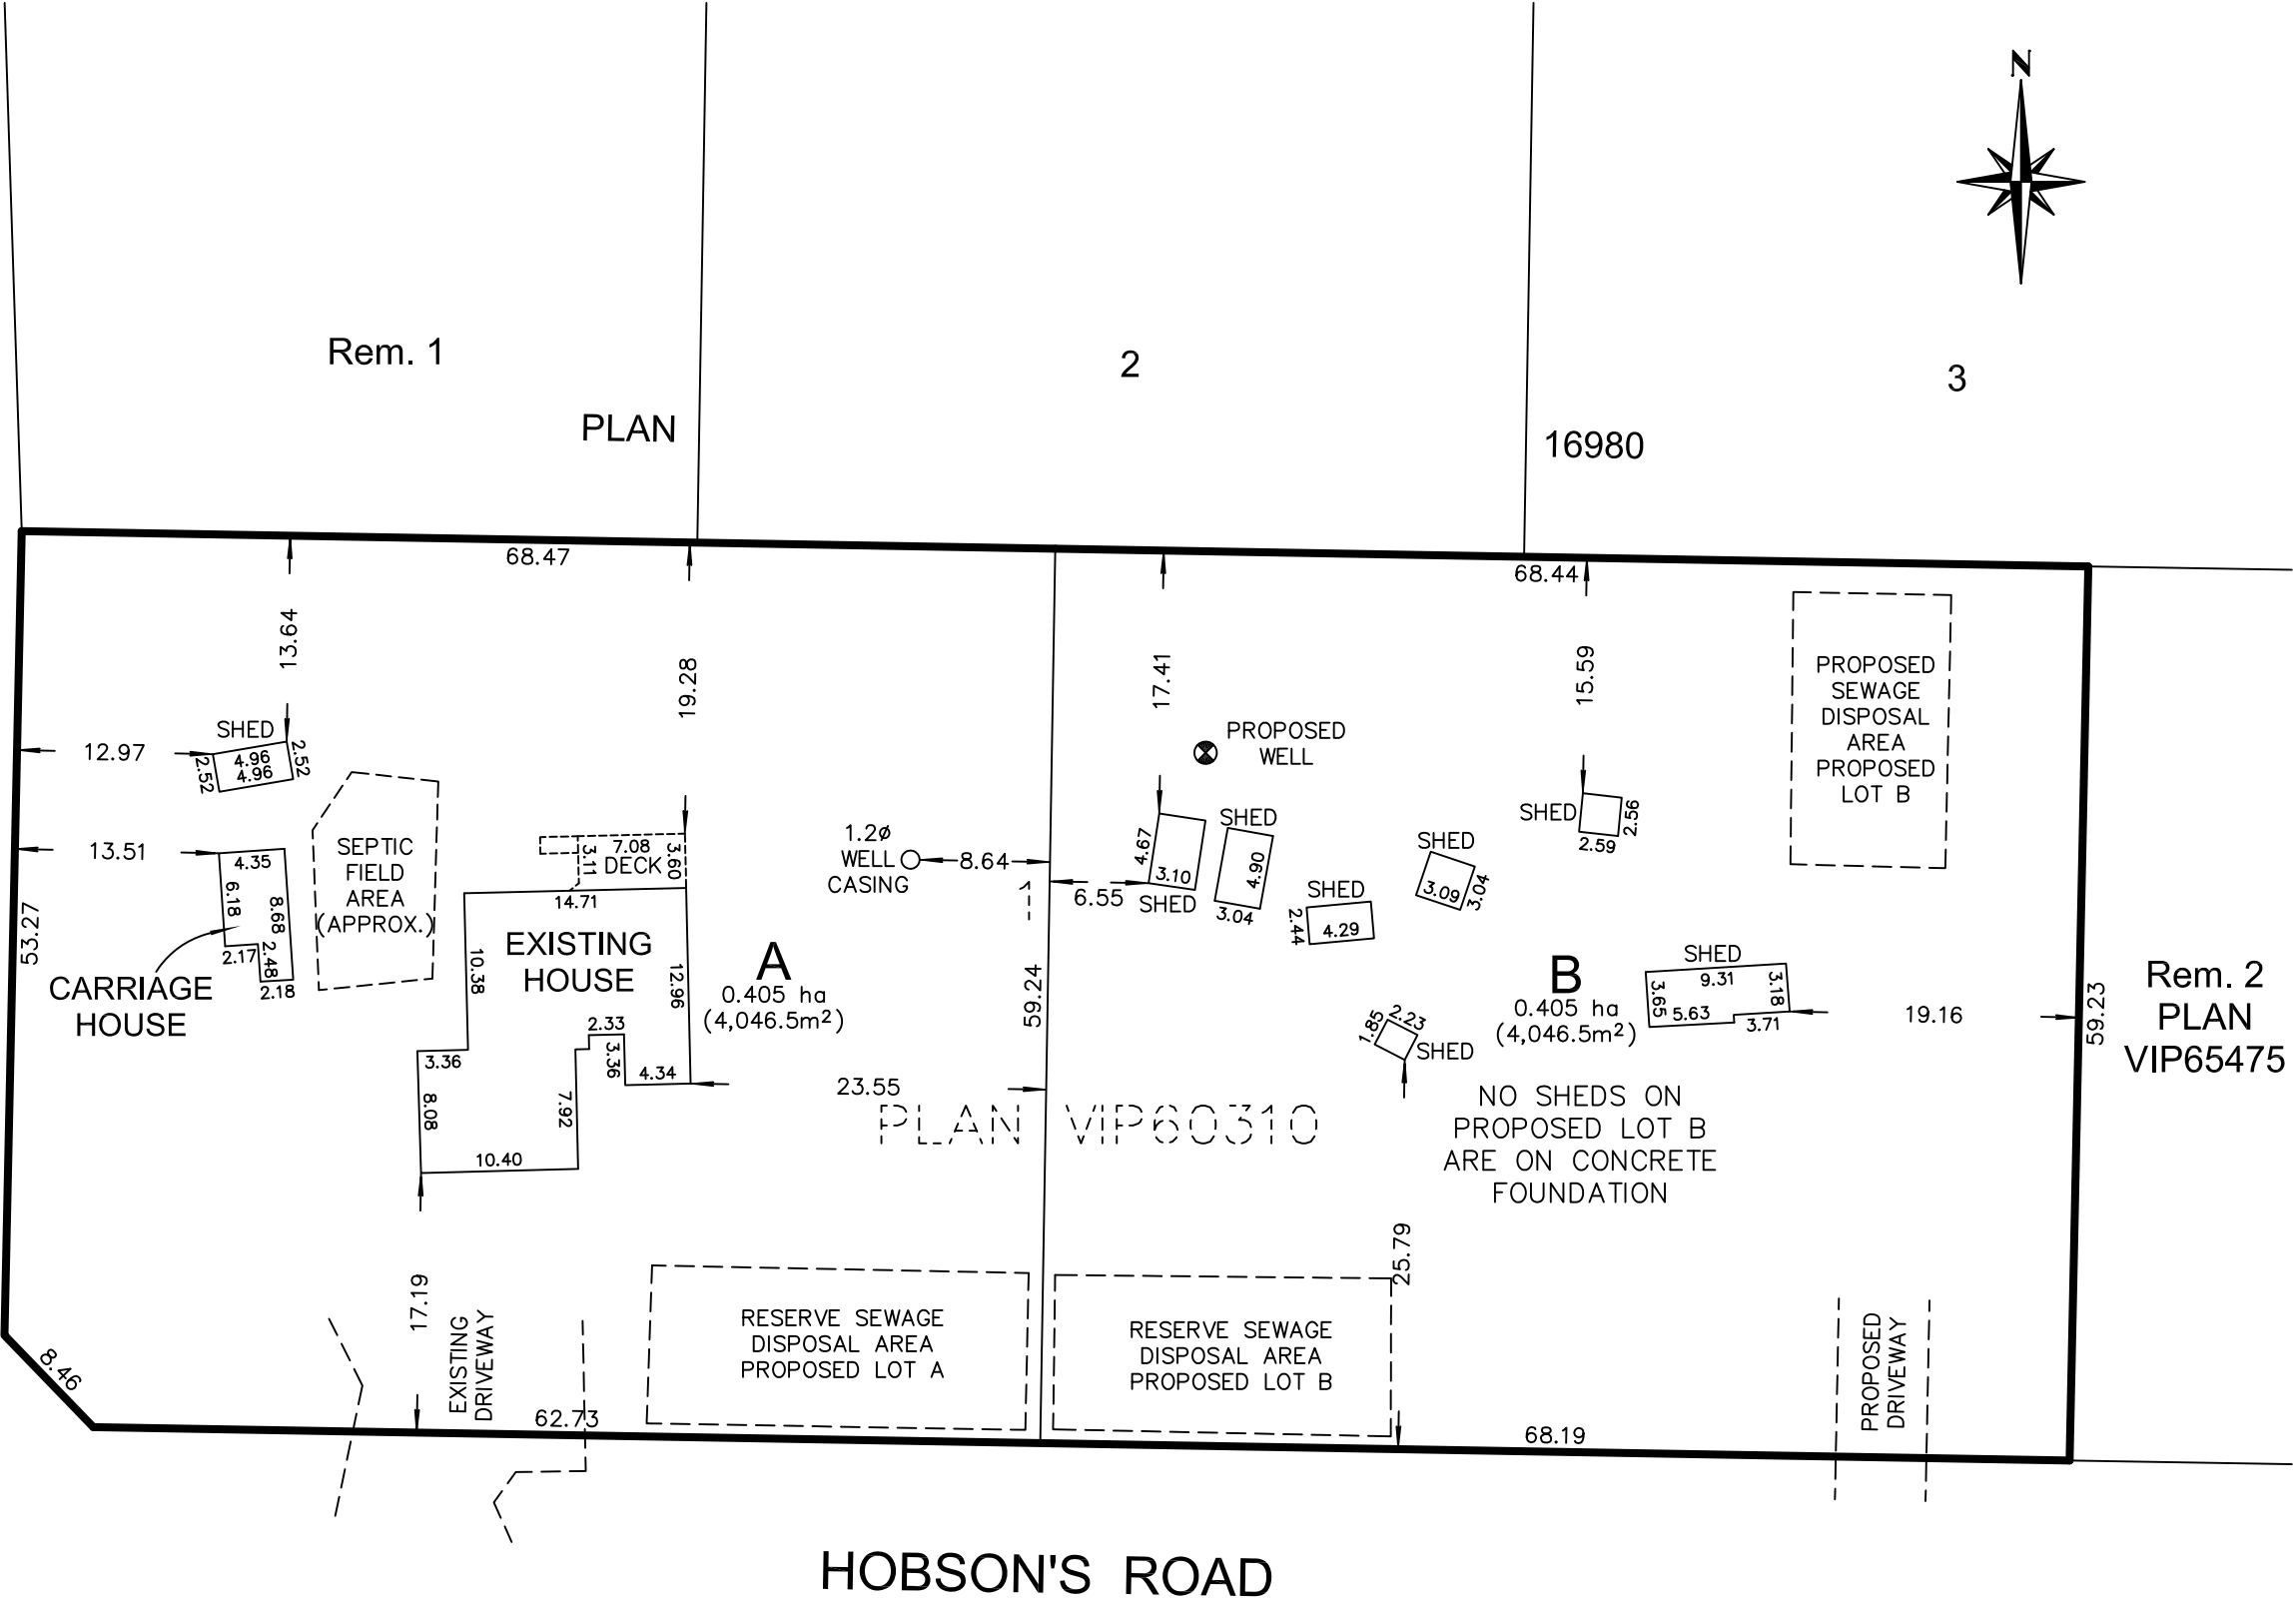 N
Rem. 1
2
3
PLAN
16980
68.47
68.44
13.64
19.28
17.41
15.59
PROPOSED
SEWAGE
DISPOSAL
AREA
PROPOSED
LOT B
SHED
12.97
4.96
4.96
2.52
2.52
PROPOSED
WELL
13.51
4.35
6.18
8.68
2.17
2.48
2.18
CARRIAGE
HOUSE
53.27
SEPTIC
FIELD
AREA
(APPROX.)
7.08
DECK
3.11
3.60
14.71
EXISTING
HOUSE
10.38
12.96
2.33
3.36
3.36
4.34
8.08
7.92
10.40
1.2ø
WELL
CASING
8.64
A
0.405 ha
(4,046.5m²)
59.24
1
6.55
4.67
3.10
SHED
SHED
4.90
3.04
SHED
2.44
4.29
SHED
3.09
3.04
SHED
2.56
2.59
B
0.405 ha
(4,046.5m²)
SHED
9.31
3.65
3.18
5.63
3.71
19.16
59.23
Rem. 2
PLAN
VIP65475
1.85
2.23
SHED
23.55
PLAN VIP60310
NO SHEDS ON
PROPOSED LOT B
ARE ON CONCRETE
FOUNDATION
17.19
25.79
8.46
EXISTING
DRIVEWAY
62.73
RESERVE SEWAGE
DISPOSAL AREA
PROPOSED LOT A
RESERVE SEWAGE
DISPOSAL AREA
PROPOSED LOT B
68.19
PROPOSED
DRIVEWAY
HOBSON'S ROAD